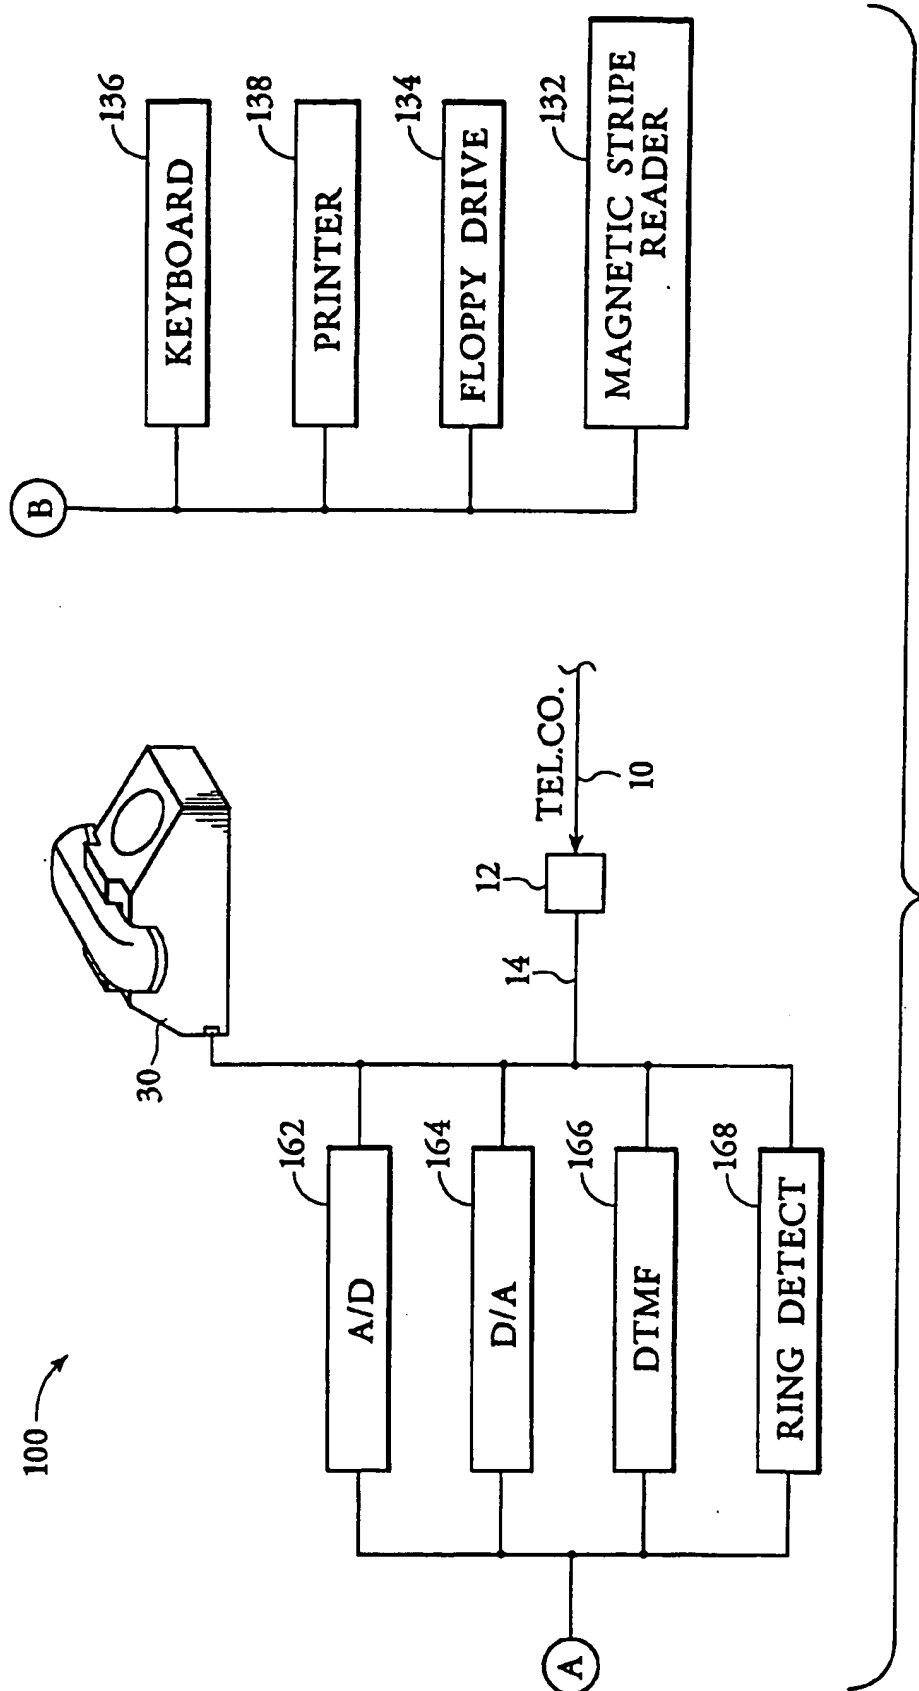 100
30
A
A/D
162
D/A
164
DTMF
166
RING DETECT
168
14
12
TEL.CO.
10
B
KEYBOARD
136
PRINTER
138
FLOPPY DRIVE
134
MAGNETIC STRIPE
READER
132